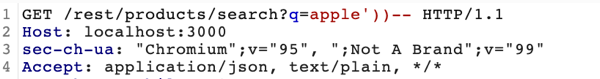 1 GET /rest/products/search?q=apple'))-- HTTP/1.1
2 Host: localhost:3000
3 sec-ch-ua: "Chromium";v="95", ";Not A Brand";v="99"
4 Accept: application/json, text/plain, */*